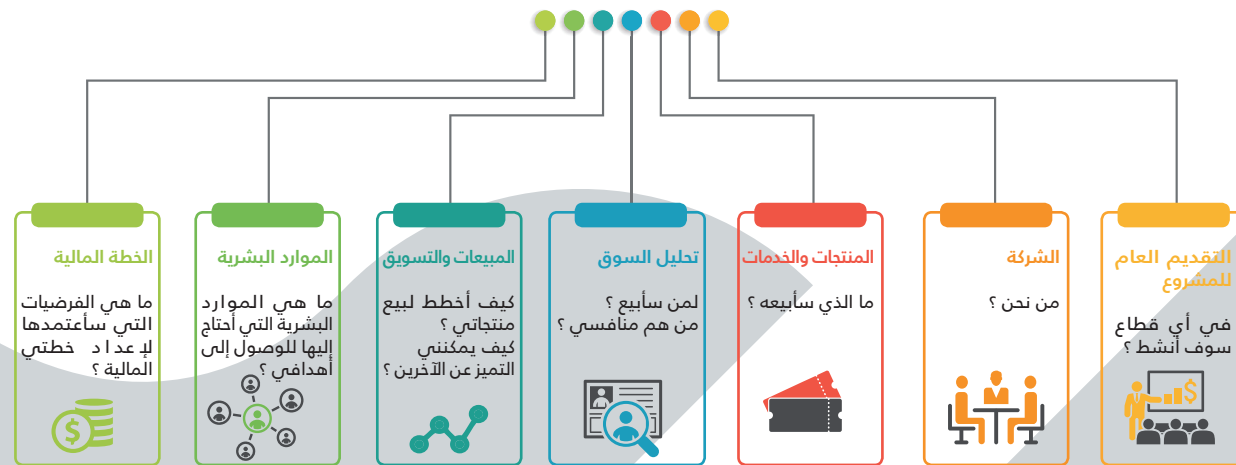 التقديم العام
للمشروع
في أي قطاع
سوف أنشط ؟
الشركة
من نحن ؟
المنتجات والخدمات
ما الذي سأبيعه ؟
تحليل السوق
لمن سأبيع ؟
من هم منافسي ؟
المبيعات والتسويق
كيف أخطط لبيع
منتجاتي ؟
كيف يمكنني
التميز عن الآخرين ؟
الموارد البشرية
ما هي الموارد
البشرية التي أحتاج
إليها للوصول إلى
أهدافي ؟
الخطة المالية
ما هي الفرضيات
التي سأعتمدها
لإعداد خطتي
المالية ؟
$
$